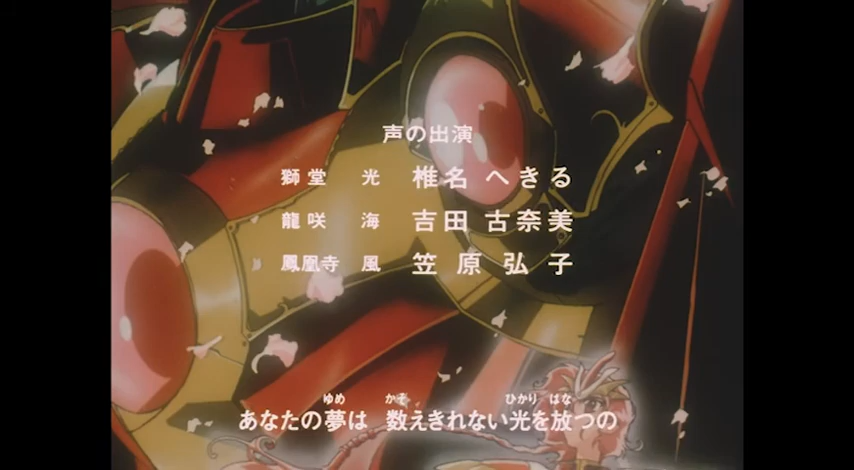 声の出演
獅堂 光 椎名 へきる
龍咲 海 吉田 古奈美
鳳凰寺 風 笠原 弘子
ゆめ かぞ ひかり はな
あなたの夢は 数えきれない光を放つの